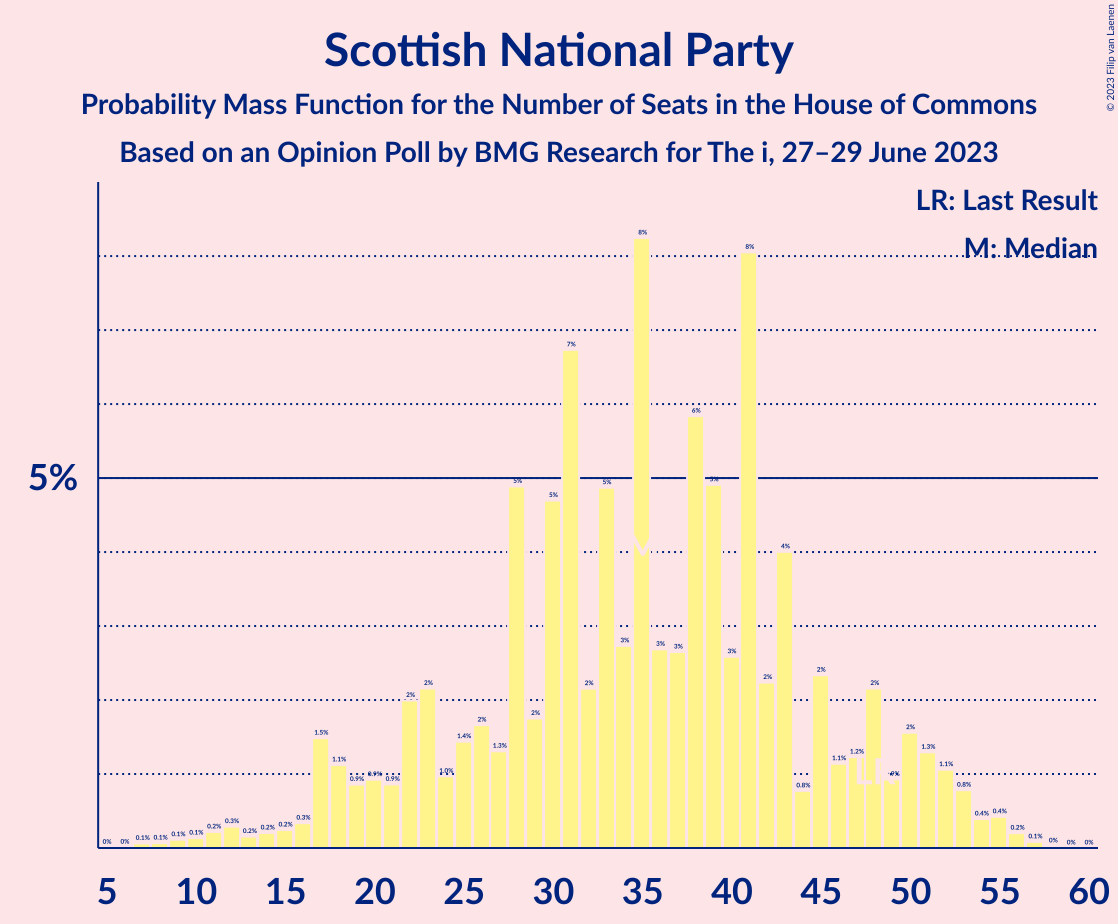 Scottish National Party
Probability Mass Function for the Number of Seats in the House of Commons
Based on an Opinion Poll by BMG Research for The i, 27–29 June 2023
© 2023 Filip van Laenen
LR: Last Result
M: Median
5%
0% 0% 0.1% 0.1% 0.1% 0.1% 0.2% 0.3% 0.2% 0.2% 0.2% 0.3% 1.5% 1.1% 0.9% 0.9% 0.9% 2% 2% 1.0% 1.4% 2% 1.3% 5% 2% 5% 7% 2% 5% 3% 8% 3% 3% 6% 5% 3% 8% 2% 4% 0.8% 2% 1.1% 1.2% 2% 2% 1.3% 1.1% 0.8% 0.4% 0.4% 0.2% 0.1% 0% 0% 0%
5 10 15 20 25 30 35 40 45 50 55 60